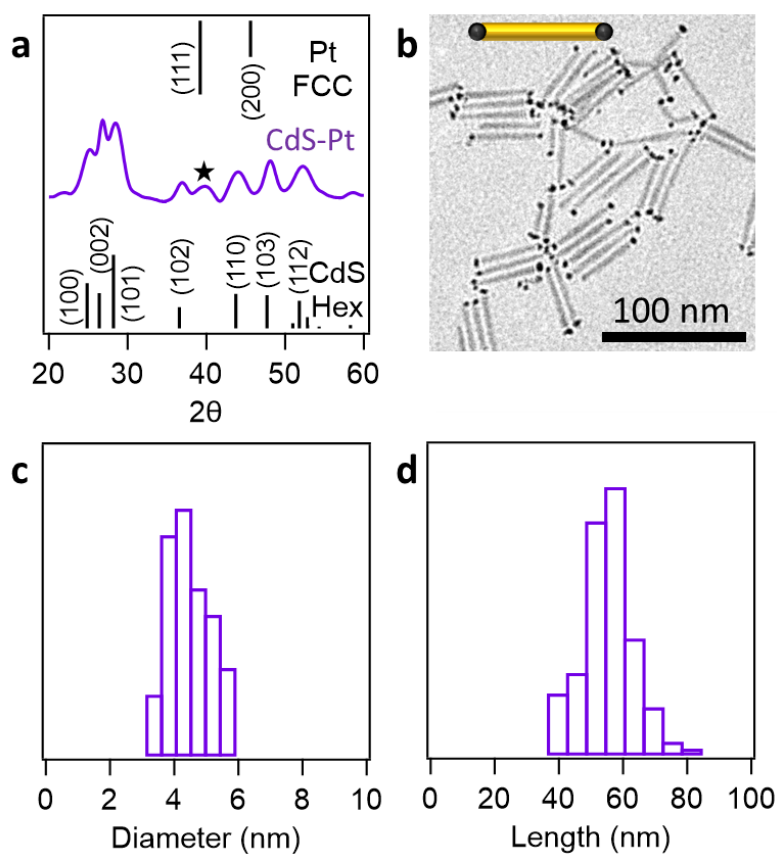 a
(111)
(200)
Pt
FCC
CdS-Pt
★
(100)
(002)
(101)
(102)
(110)
(103)
(112)
CdS
Hex
20 30 40 50 60
2θ
b
100 nm
c
0 2 4 6 8 10
Diameter (nm)
d
0 20 40 60 80 100
Length (nm)